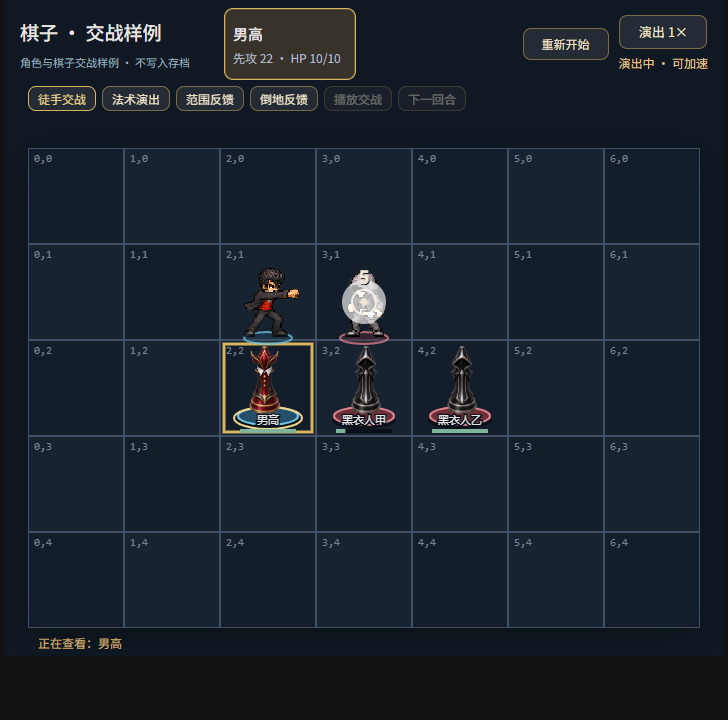 棋子 · 交战样例
角色与棋子交战样例 · 不写入存档
男高
先攻 22 · HP 10/10
重新开始
演出 1×
演出中 · 可加速
徒手交战
法术演出
范围反馈
倒地反馈
播放交战
下一回合
0,0 1,0 2,0 3,0 4,0 5,0 6,0
0,1 1,1 2,1 3,1 4,1 5,1 6,1
5
0,2 1,2 2,2 3,2 4,2 5,2 6,2
男高 黑衣人甲 黑衣人乙
0,3 1,3 2,3 3,3 4,3 5,3 6,3
0,4 1,4 2,4 3,4 4,4 5,4 6,4
正在查看: 男高